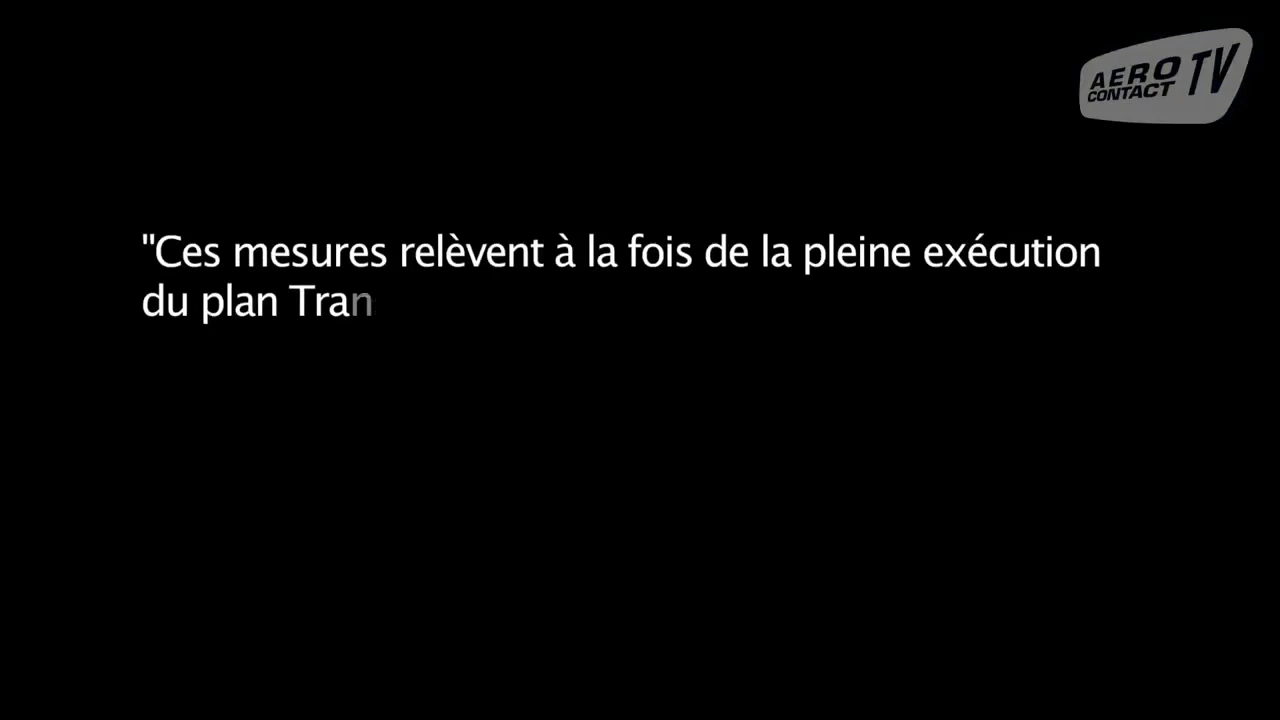 AERO
CONTACT TV
"Ces mesures relèvent à la fois de la pleine exécution
du plan Tran